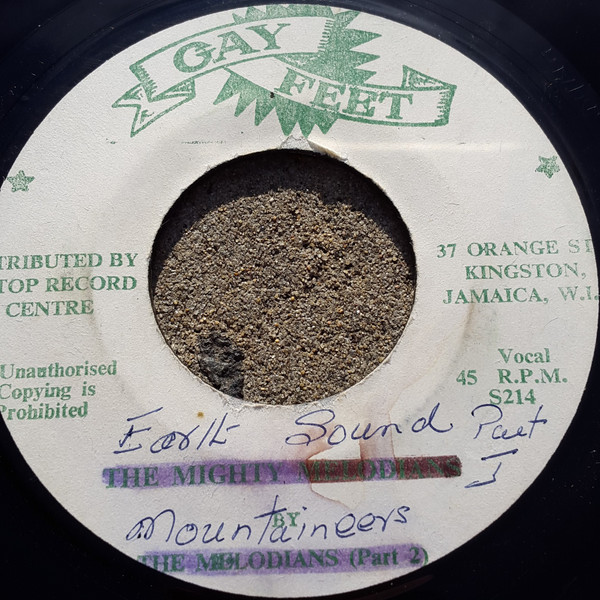 GAY
FEET
TRIBUTED BY
TOP RECORD
CENTRE
37 ORANGE ST
KINGSTON,
JAMAICA, W.I.
Unauthorised
Copying is
Prohibited
Vocal
45 R.P.M.
S214
Earth Sound Part
I
THE MIGHTY MELODIANS
BY
Mountaineers
THE MELODIANS (Part 2)